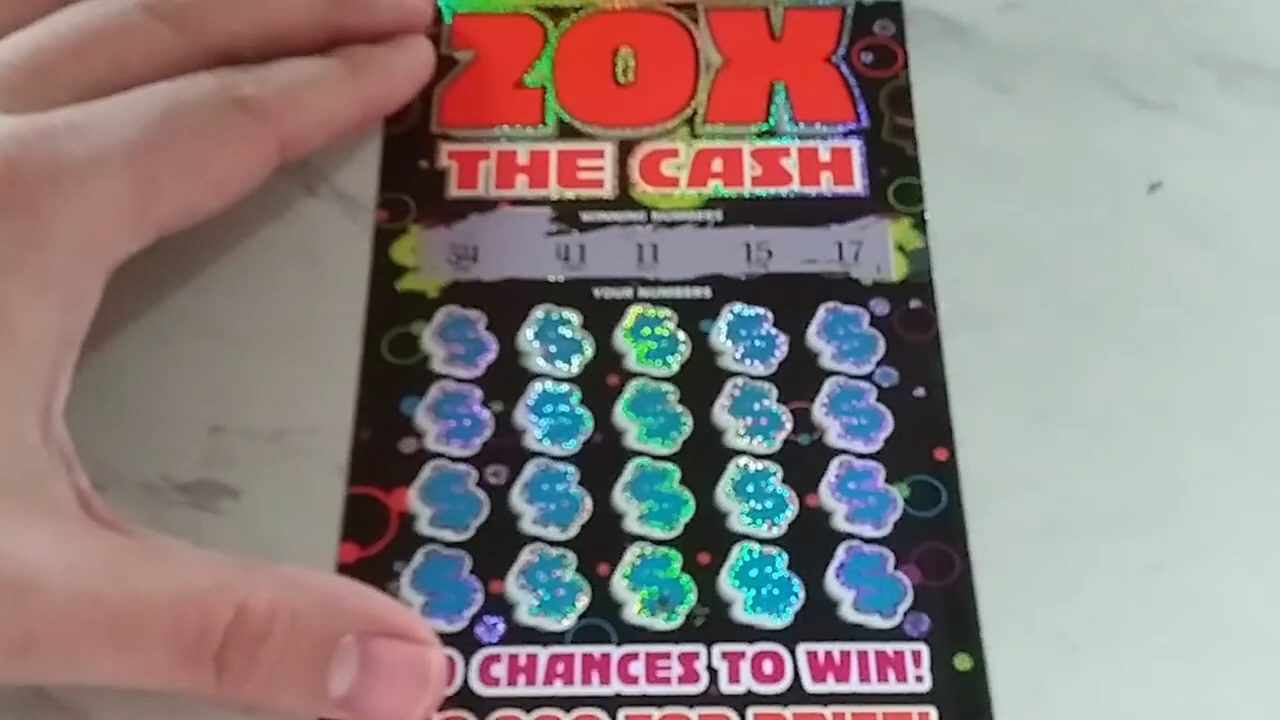 20X
THE CASH
WINNING NUMBERS
34 41 11 15 17
YOUR NUMBERS
$ $ $ $ $
$ $ $ $ $
$ $ $ $ $
$ $ $ $ $
CHANCES TO WIN!